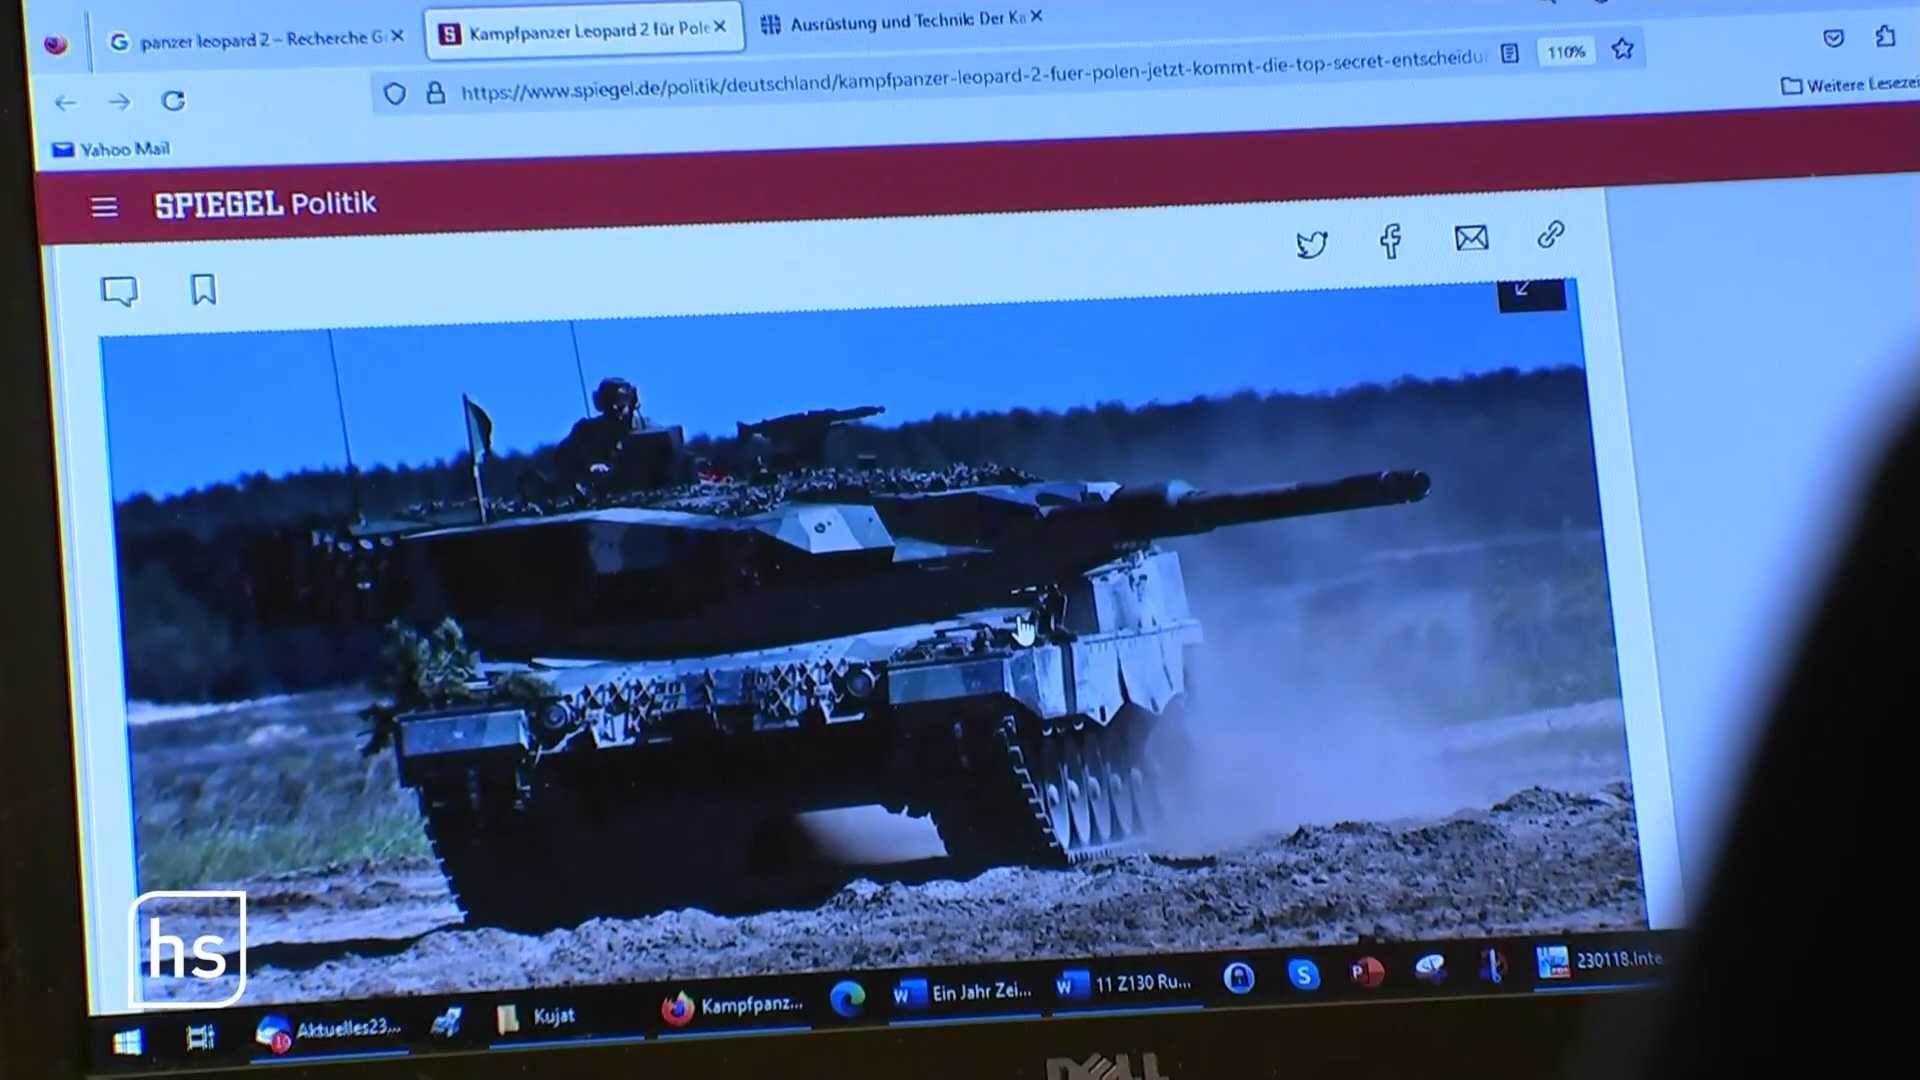 panzer leopard 2 – Recherche G
Kampfpanzer Leopard 2 für Pole
Ausrüstung und Technik: Der Ka
https://www.spiegel.de/politik/deutschland/kampfpanzer-leopard-2-fuer-polen-jetzt-kommt-die-top-secret-entscheidu
110%
Weitere Lesezei
Yahoo Mail
SPIEGEL Politik
hs
Aktuelles23...
Kujat
Kampfpanz...
Ein Jahr Zei...
11 Z130 Ru...
230118.Inte
DELL